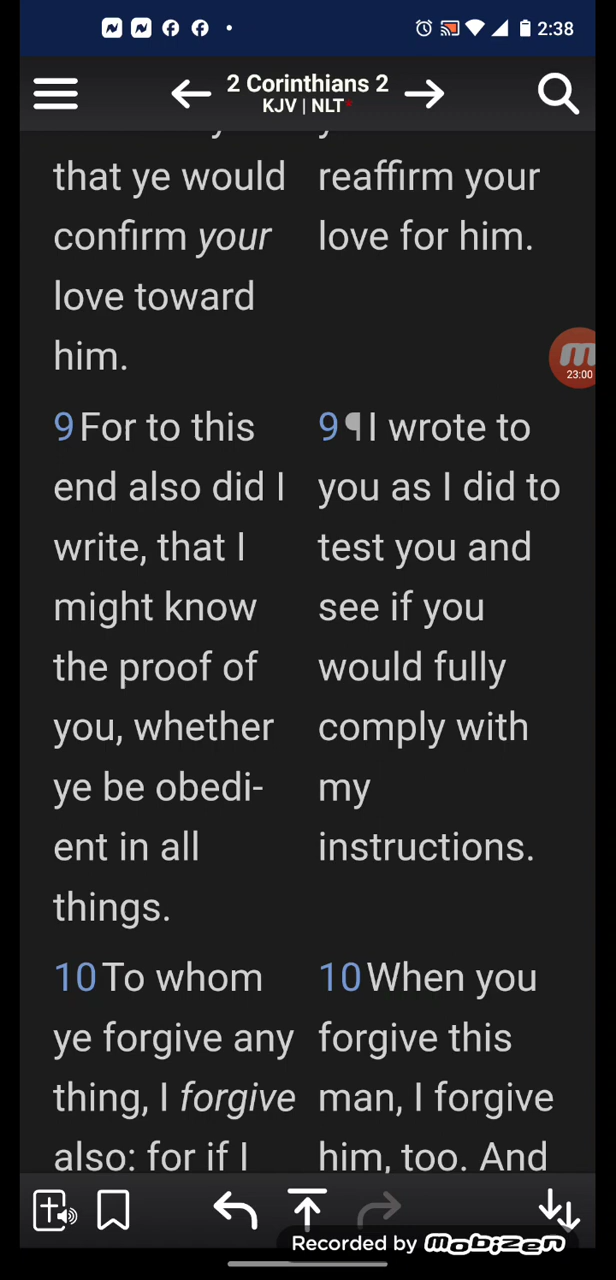 2:38
2 Corinthians 2
KJV | NLT*
that ye would
confirm your
love toward
him.
9 For to this
end also did I
write, that I
might know
the proof of
you, whether
ye be obedi-
ent in all
things.
10 To whom
ye forgive any
thing, I forgive
also: for if I
reaffirm your
love for him.
9 ¶I wrote to
you as I did to
test you and
see if you
would fully
comply with
my
instructions.
10 When you
forgive this
man, I forgive
him, too. And
23:00
Recorded by mobizen